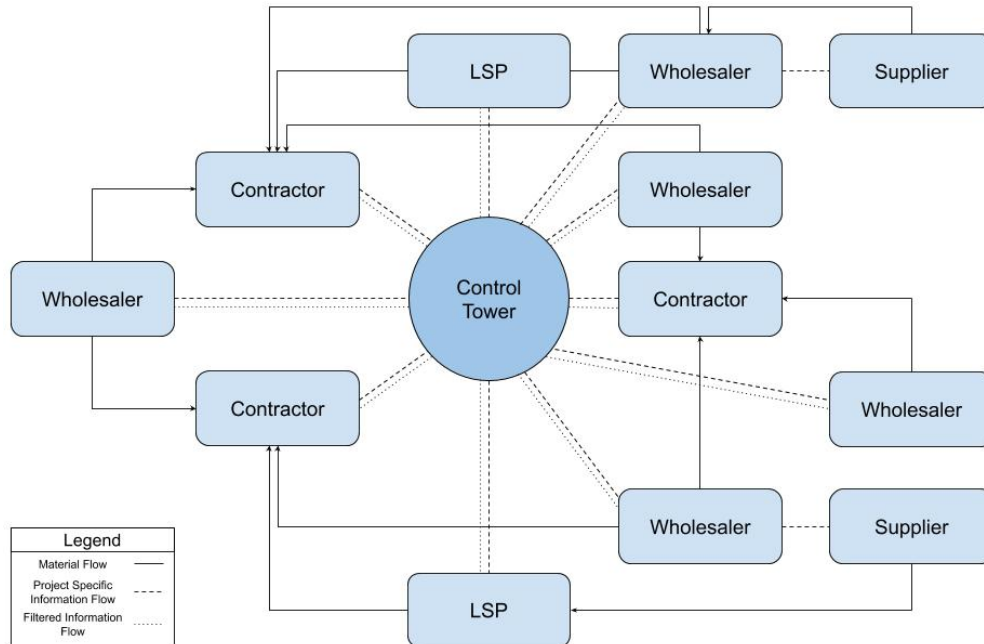 LSP
Wholesaler
Supplier
Contractor
Wholesaler
Wholesaler
Control
Tower
Contractor
Contractor
Wholesaler
Wholesaler
Supplier
LSP
Legend
Material Flow
Project Specific
Information Flow
Filtered Information
Flow